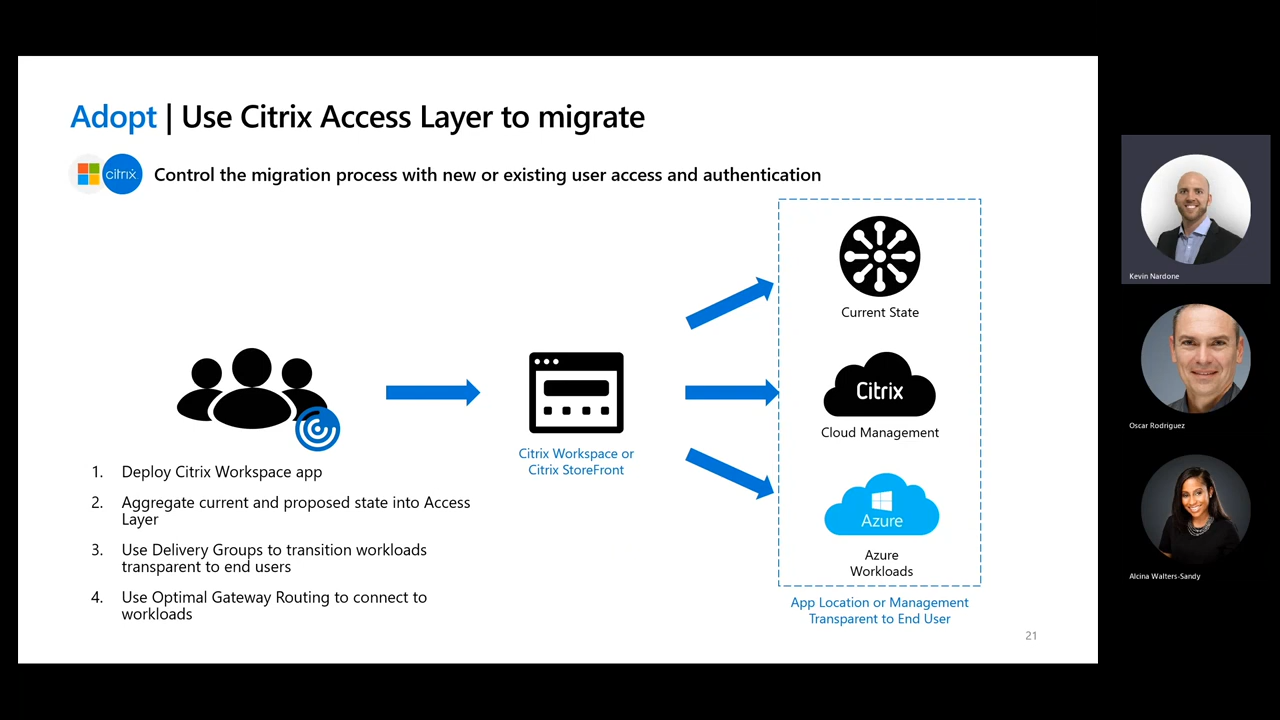 Adopt | Use Citrix Access Layer to migrate
citrix
Control the migration process with new or existing user access and authentication
Current State
Citrix
Cloud Management
Azure
Azure
Workloads
App Location or Management
Transparent to End User
Citrix Workspace or
Citrix StoreFront
1. Deploy Citrix Workspace app
2. Aggregate current and proposed state into Access
Layer
3. Use Delivery Groups to transition workloads
transparent to end users
4. Use Optimal Gateway Routing to connect to
workloads
21
Kevin Nardone
Oscar Rodriguez
Alcina Walters-Sandy